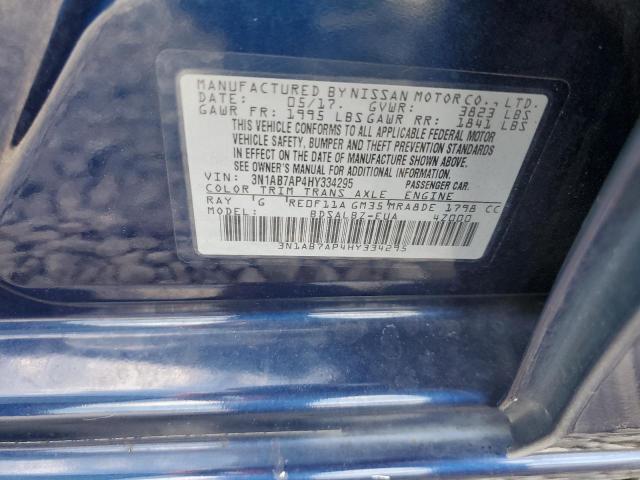 MANUFACTURED BY NISSAN MOTOR CO., LTD.
DATE: 05/17. GVWR: 3823 LBS
GAWR FR: 1995 LBS GAWR RR: 1841 LBS
THIS VEHICLE CONFORMS TO ALL APPLICABLE FEDERAL MOTOR
VEHICLE SAFETY, BUMPER AND THEFT PREVENTION STANDARDS
IN EFFECT ON THE DATE OF MANUFACTURE SHOWN ABOVE.
SEE OWNER'S MANUAL FOR ADDITIONAL INFORMATION
VIN: 3N1AB7AP4HY334295 PASSENGER CAR
COLOR TRIM TRANS AXLE ENGINE
RAY 'G RE0F11A GM35 MRA8DE 1798 CC
MODEL: BDSALBZ-EUA 47000
3N1AB7AP4HY334295